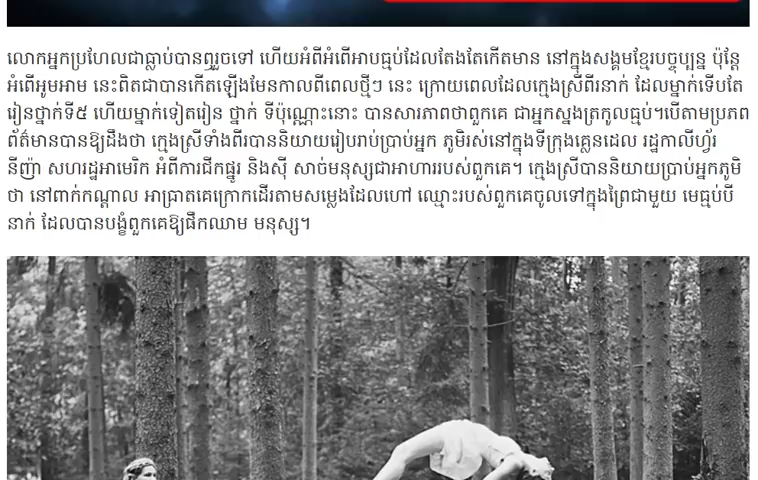 លោកអ្នកប្រហែលជាធ្លាប់បានឮរួចទៅ ហើយអំពីអំពើអាបធ្មប់ដែលតែងតែកើតមាន នៅក្នុងសង្គមខ្មែរបច្ចុប្បន្ន ប៉ុន្តែ
អំពើអូមអាម នេះពិតជាបានកើតឡើងមែនកាលពីពេលថ្មីៗ នេះ ក្រោយពេលដែលក្មេងស្រីពីរនាក់ ដែលម្នាក់ទើបតែ
រៀនថ្នាក់ទី៥ ហើយម្នាក់ទៀតរៀន ថ្នាក់ ទីប៉ុណ្ណោះនោះ បានសារភាពថាពួកគេ ជាអ្នកស្នងត្រកូលធ្មប់។បើតាមប្រភព
ព័ត៌មានបានឱ្យដឹងថា ក្មេងស្រីទាំងពីរបាននិយាយរៀបរាប់ប្រាប់អ្នក ភូមិរស់នៅក្នុងទីក្រុងគ្លេនដេល រដ្ឋកាលីហ្វ័រ
នីញ៉ា សហរដ្ឋអាមេរិក អំពីការជីកផ្នូរ និងស៊ី សាច់មនុស្សជាអាហាររបស់ពួកគេ។ ក្មេងស្រីបាននិយាយប្រាប់អ្នកភូមិ
ថា នៅពាក់កណ្តាល អាធ្រាតគេក្រោកដើរតាមសម្លេងដែលហៅ ឈ្មោះរបស់ពួកគេចូលទៅក្នុងព្រៃជាមួយ មេធ្មប់បី
នាក់ ដែលបានបង្ខំពួកគេឱ្យផឹកឈាម មនុស្ស។